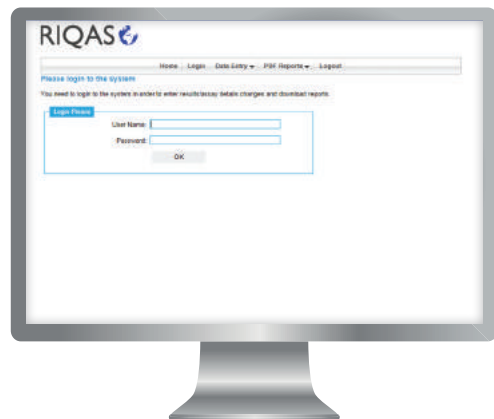 RIQAS
Home Login Data Entry PDF Reports Logout
Please login to the system
You need to login to the system in order to enter results/assay details changes and download reports.
Login Please
User Name:
Password:
OK